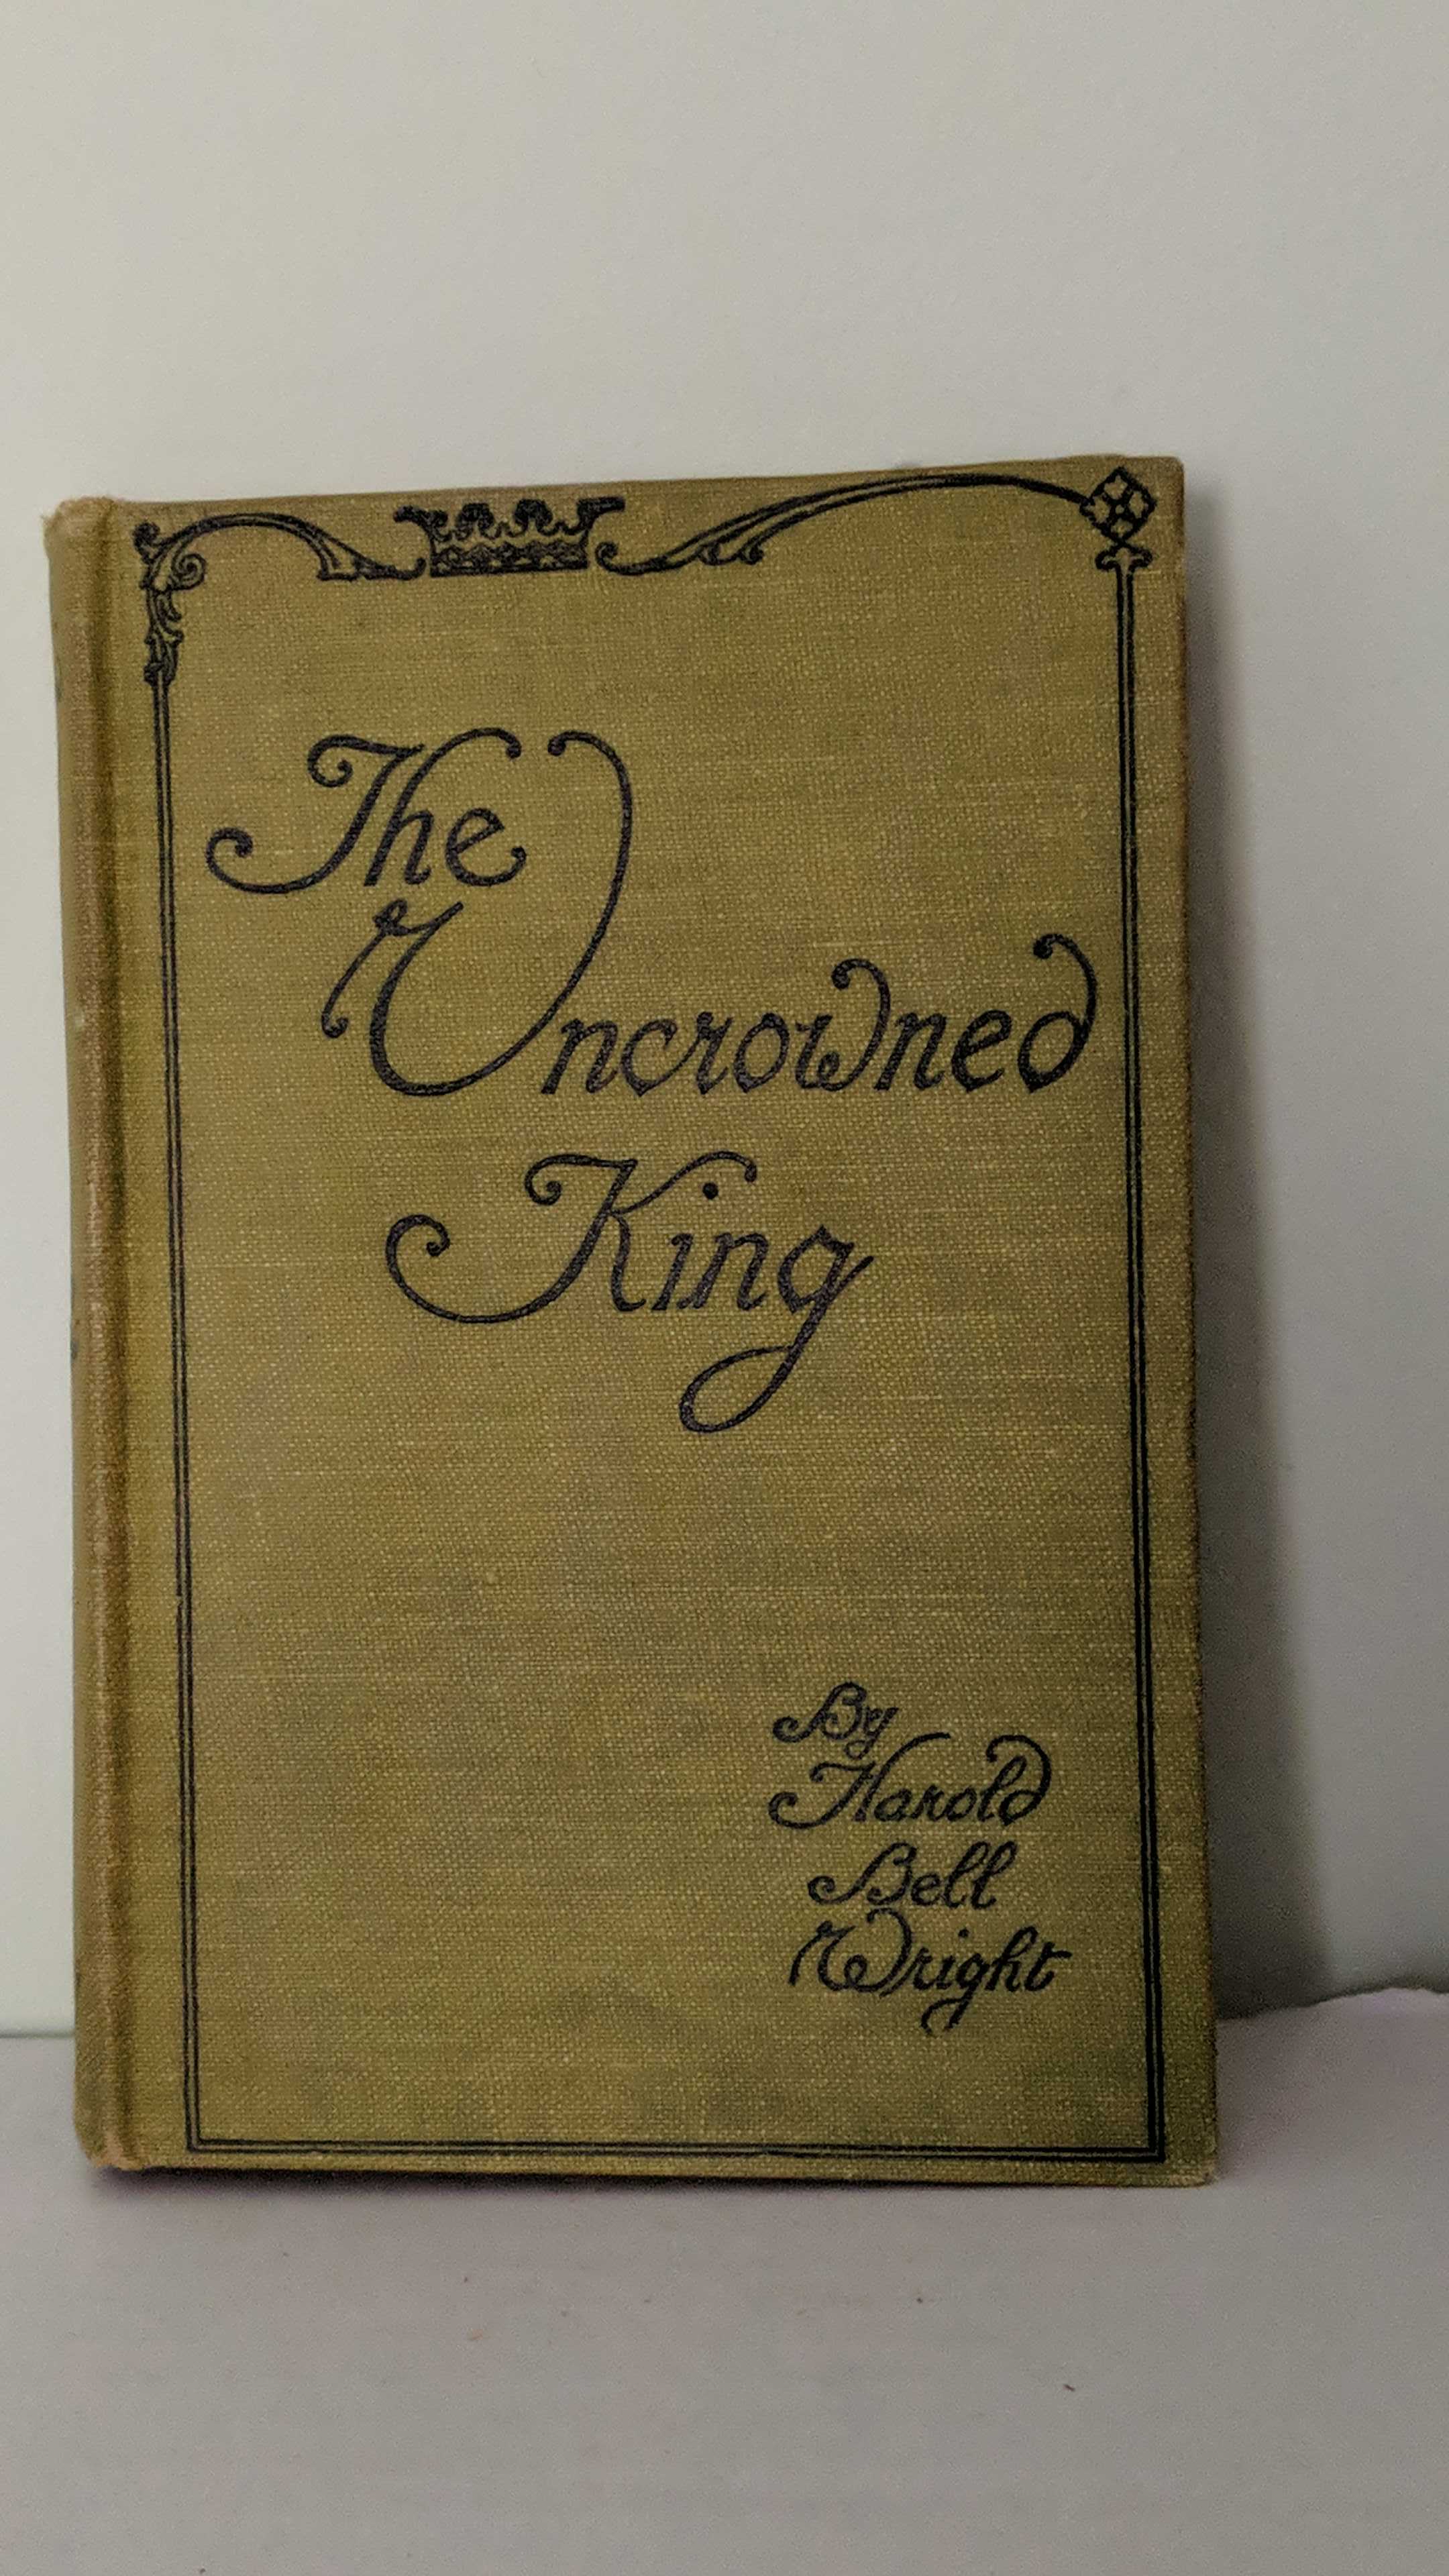 The
Uncrowned
King
By
Harold
Bell
Wright